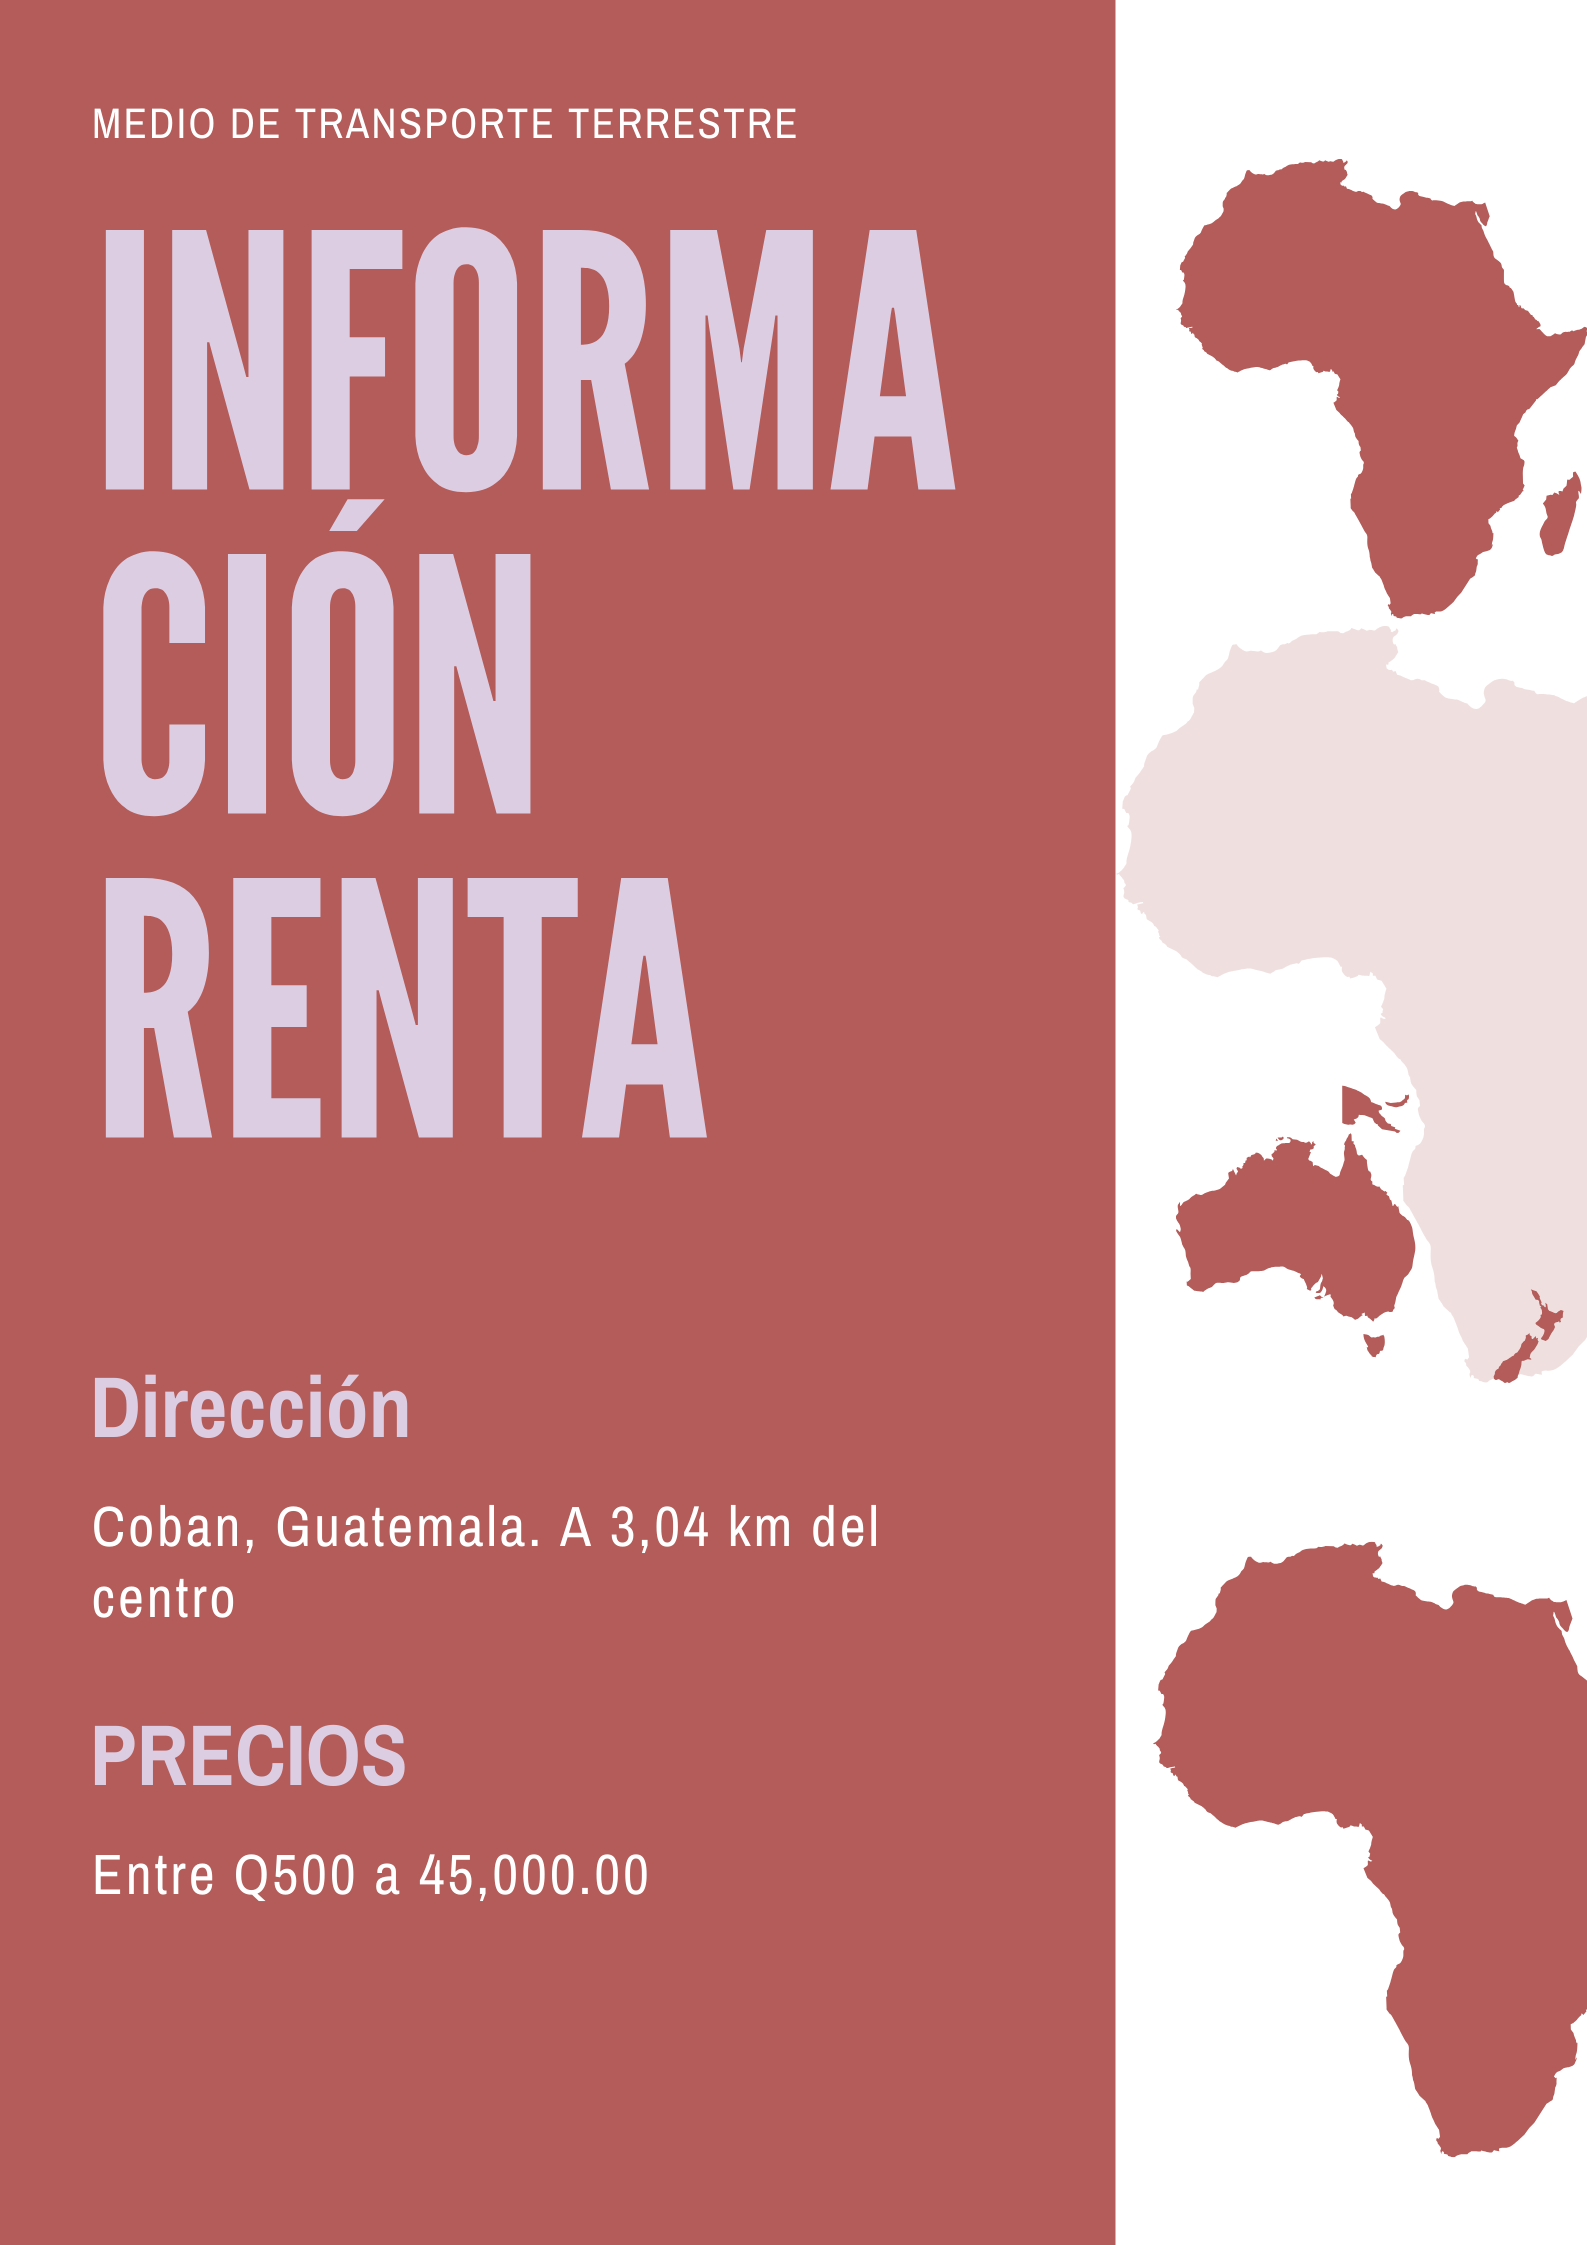 MEDIO DE TRANSPORTE TERRESTRE
INFORMA
CIÓN
RENTA
Dirección
Coban, Guatemala. A 3,04 km del
centro
PRECIOS
Entre Q500 a 45,000.00